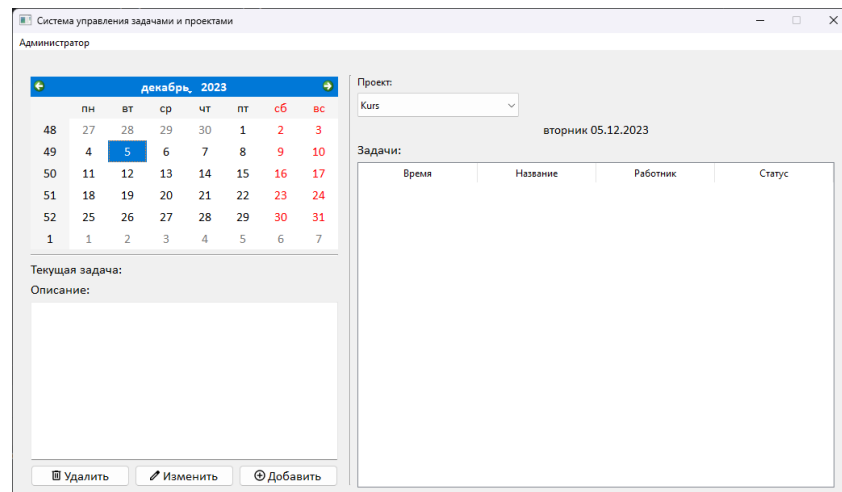 Система управления задачами и проектами
Администратор
декабрь, 2023
пн вт ср чт пт сб вс
48 27 28 29 30 1 2 3
49 4 5 6 7 8 9 10
50 11 12 13 14 15 16 17
51 18 19 20 21 22 23 24
52 25 26 27 28 29 30 31
1 1 2 3 4 5 6 7
Текущая задача:
Описание:
Удалить Изменить Добавить
Проект:
Kurs
вторник 05.12.2023
Задачи:
Время Название Работник Статус